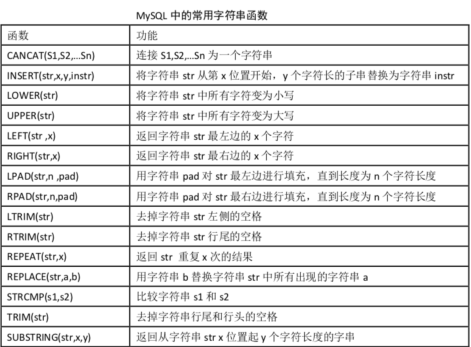 MySQL 中的常用字符串函数
函数 功能
CANCAT(S1,S2,...Sn) 连接 S1,S2,...Sn 为一个字符串
INSERT(str,x,y,instr) 将字符串 str 从第 x 位置开始，y 个字符长的子串替换为字符串 instr
LOWER(str) 将字符串 str 中所有字符变为小写
UPPER(str) 将字符串 str 中所有字符变为大写
LEFT(str ,x) 返回字符串 str 最左边的 x 个字符
RIGHT(str,x) 返回字符串 str 最右边的 x 个字符
LPAD(str,n ,pad) 用字符串 pad 对 str 最左边进行填充，直到长度为 n 个字符长度
RPAD(str,n,pad) 用字符串 pad 对 str 最右边进行填充，直到长度为 n 个字符长度
LTRIM(str) 去掉字符串 str 左侧的空格
RTRIM(str) 去掉字符串 str 行尾的空格
REPEAT(str,x) 返回 str 重复 x 次的结果
REPLACE(str,a,b) 用字符串 b 替换字符串 str 中所有出现的字符串 a
STRCMP(s1,s2) 比较字符串 s1 和 s2
TRIM(str) 去掉字符串行尾和行头的空格
SUBSTRING(str,x,y) 返回从字符串 str x 位置起 y 个字符长度的字串